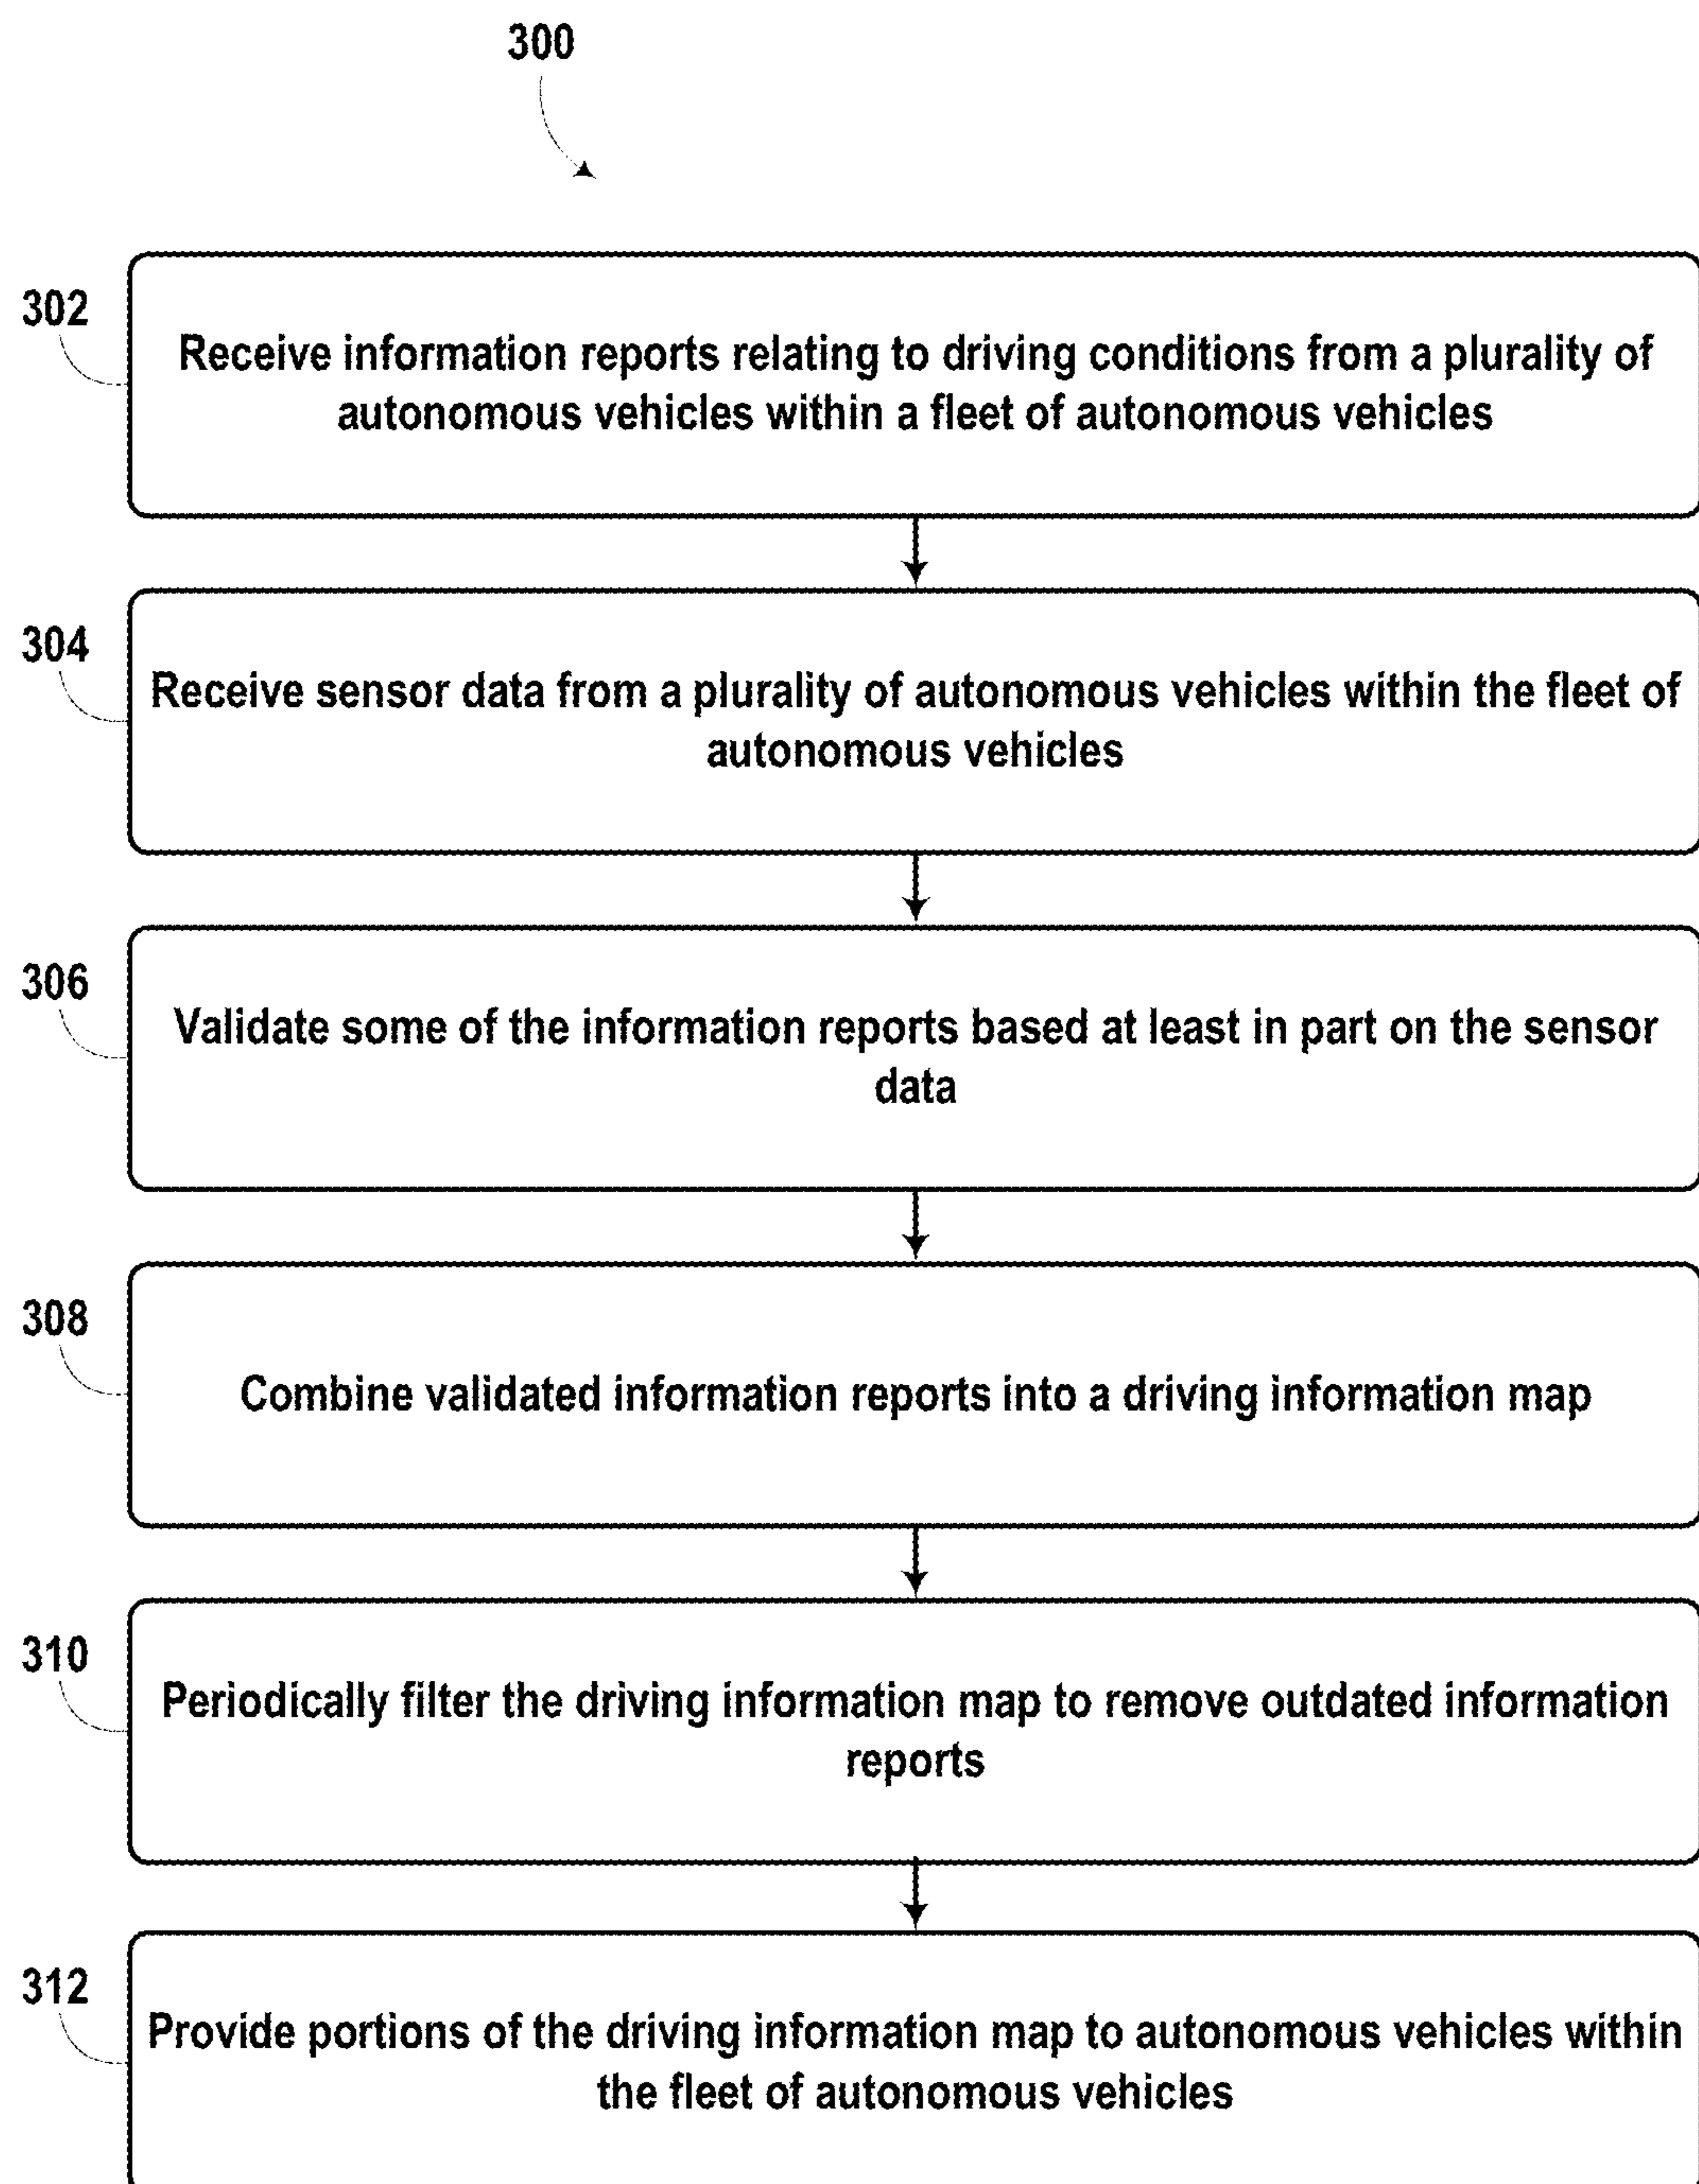 300
302
Receive information reports relating to driving conditions from a plurality of
autonomous vehicles within a fleet of autonomous vehicles
304
Receive sensor data from a plurality of autonomous vehicles within the fleet of
autonomous vehicles
306
Validate some of the information reports based at least in part on the sensor
data
308
Combine validated information reports into a driving information map
310
Periodically filter the driving information map to remove outdated information
reports
312
Provide portions of the driving information map to autonomous vehicles within
the fleet of autonomous vehicles